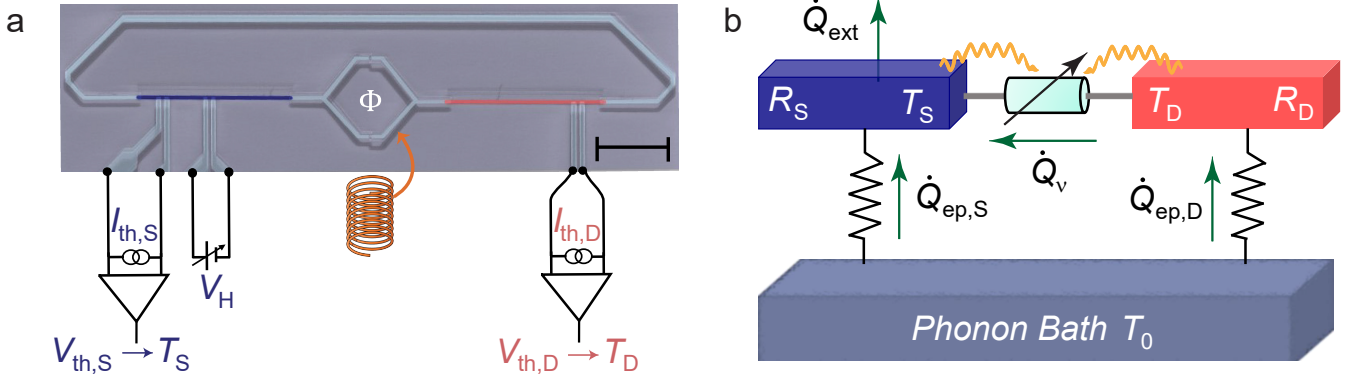 a
Φ
I_th,S
V_H
I_th,D
V_th,S → T_S
V_th,D → T_D
b
Q̇_ext
R_S
T_S
T_D
R_D
Q̇_ν
Q̇_ep,S
Q̇_ep,D
Phonon Bath T_0